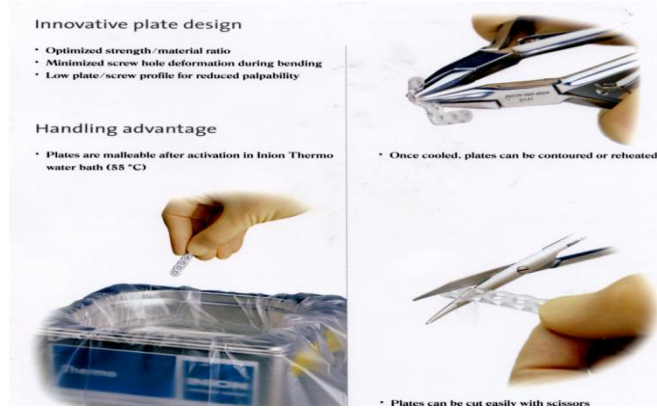 Innovative plate design
• Optimized strength/material ratio
• Minimized screw hole deformation during bending
• Low plate/screw profile for reduced palpability
Handling advantage
• Plates are malleable after activation in Inion Thermo
water bath (55 °C)
Thermo
INION
• Once cooled. plates can be contoured or reheated
• Plates can be cut easily with scissors